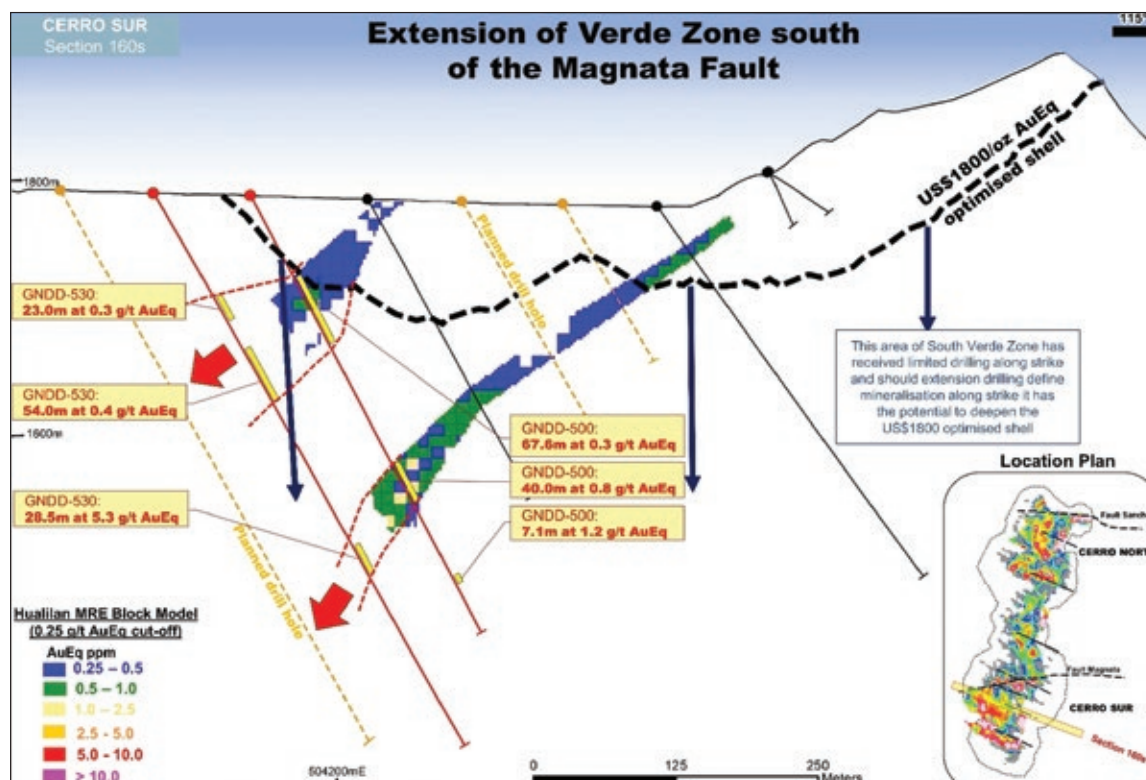 CERRO SUR
Section 160s
Extension of Verde Zone south
of the Magnata Fault
1800m
US$1800/oz AuEq
optimised shell
Planned drill hole
GNDD-530:
23.0m at 0.3 g/t AuEq
GNDD-530:
54.0m at 0.4 g/t AuEq
This area of South Verde Zone has
received limited drilling along strike
and should extension drilling define
mineralisation along strike it has
the potential to deepen the
US$1800 optimised shell
1600m
GNDD-500:
67.6m at 0.3 g/t AuEq
GNDD-500:
40.0m at 0.8 g/t AuEq
GNDD-500:
7.1m at 1.2 g/t AuEq
GNDD-530:
28.5m at 5.3 g/t AuEq
Planned drill hole
Location Plan
Fault Sanch
CERRO NORT
Fault Magnata
CERRO SUR
Section 160s
Hualilan MRE Block Model
(0.25 g/t AuEq cut-off)
AuEq ppm
0.25 – 0.5
0.5 – 1.0
1.0 – 2.5
2.5 - 5.0
5.0 - 10.0
> 10.0
504200mE
0 125 250
Meters